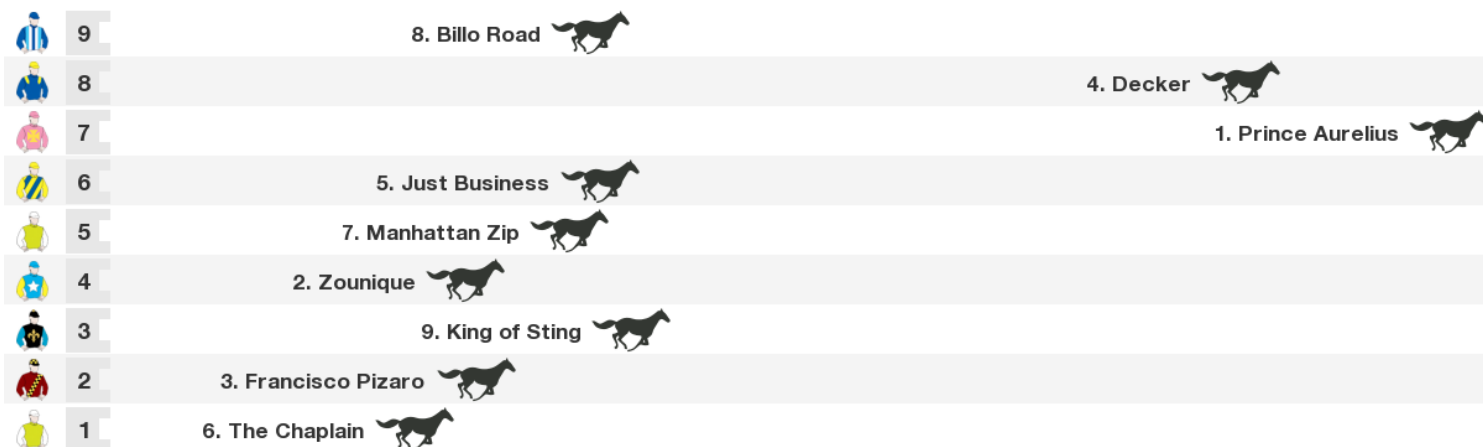 9 8. Billo Road
8 4. Decker
7 1. Prince Aurelius
6 5. Just Business
5 7. Manhattan Zip
4 2. Zounique
3 9. King of Sting
2 3. Francisco Pizaro
1 6. The Chaplain